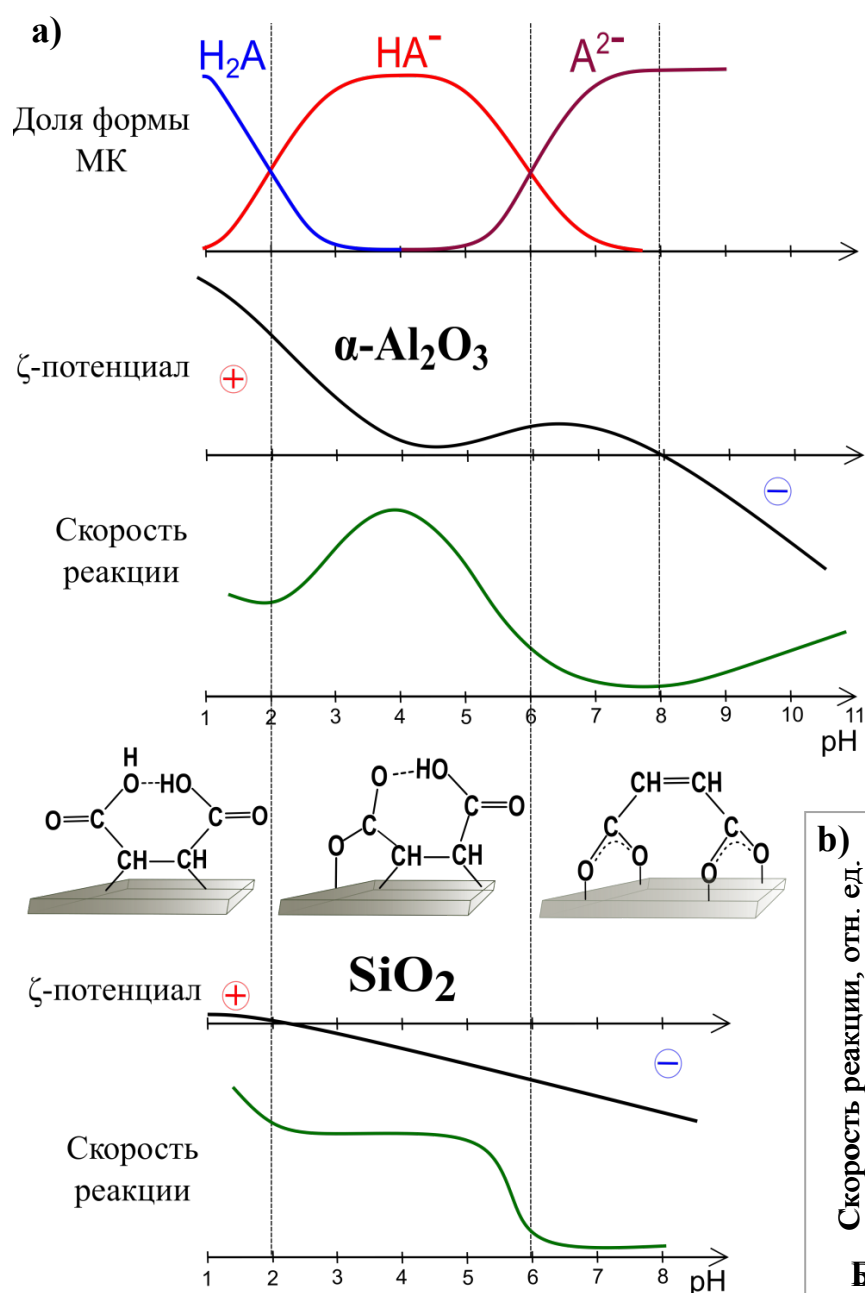 a)
H₂A HA⁻ A²⁻
Доля формы
МК
α-Al₂O₃
ζ-потенциал
+
−
Скорость
реакции
1 2 3 4 5 6 7 8 9 10 11
pH
H
O HO
O C C O
CH CH
O HO
O C C O
CH CH
CH CH
C C
O O O O
b)
Скорость реакции, отн. ед.
SiO₂
ζ-потенциал
+
−
Скорость
реакции
1 2 3 4 5 6 7 8
pH